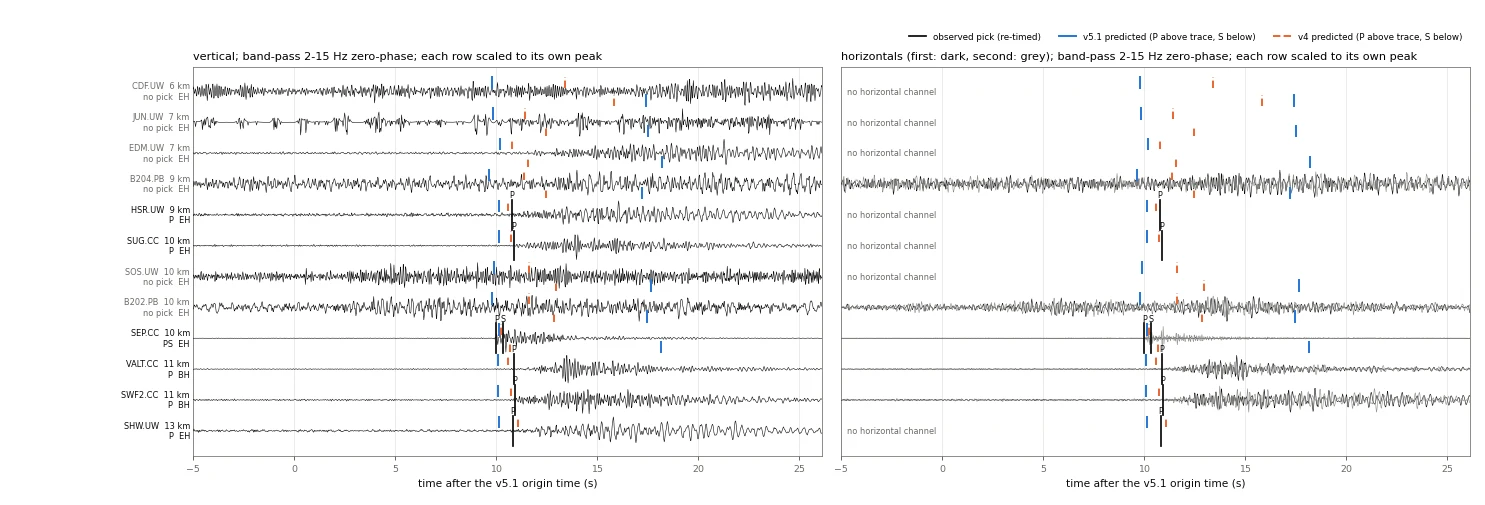 observed pick (re-timed)   v5.1 predicted (P above trace, S below)   v4 predicted (P above trace, S below)
vertical; band-pass 2-15 Hz zero-phase; each row scaled to its own peak
horizontals (first: dark, second: grey); band-pass 2-15 Hz zero-phase; each row scaled to its own peak
CDF.UW 6 km
no pick EH
no horizontal channel
JUN.UW 7 km
no pick EH
no horizontal channel
EDM.UW 7 km
no pick EH
no horizontal channel
B204.PB 9 km
no pick EH
P
P
HSR.UW 9 km
P EH
no horizontal channel
P
P
SUG.CC 10 km
P EH
no horizontal channel
SOS.UW 10 km
no pick EH
no horizontal channel
B202.PB 10 km
no pick EH
P S
P S
SEP.CC 10 km
PS EH
P
P
VALT.CC 11 km
P BH
P
P
SWF2.CC 11 km
P BH
P
P
SHW.UW 13 km
P EH
no horizontal channel
−5 0 5 10 15 20 25
−5 0 5 10 15 20 25
time after the v5.1 origin time (s)
time after the v5.1 origin time (s)